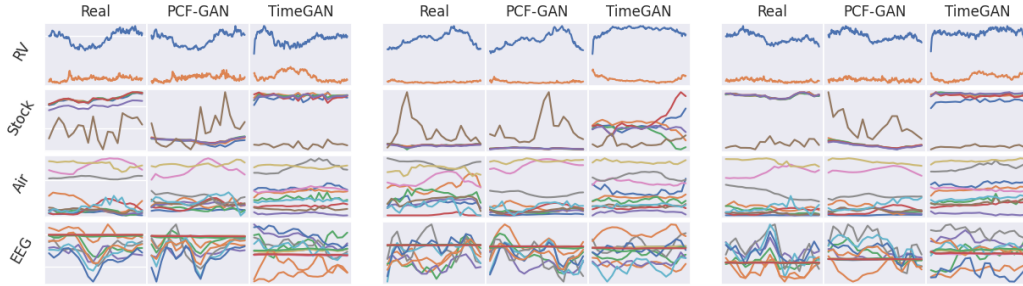 Real PCF-GAN TimeGAN Real PCF-GAN TimeGAN Real PCF-GAN TimeGAN
RV
Stock
Air
EEG